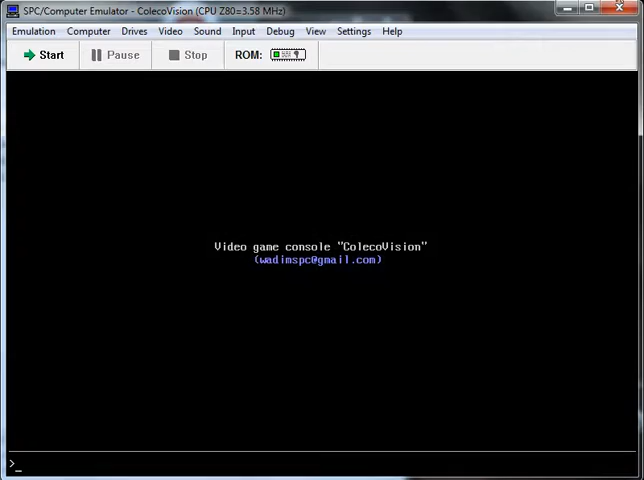 SPC/Computer Emulator - ColecoVision (CPU Z80=3.58 MHz)
Emulation Computer Drives Video Sound Input Debug View Settings Help
Start Pause Stop ROM:
Video game console "ColecoVision"
(wadimspc@gmail.com)
>_